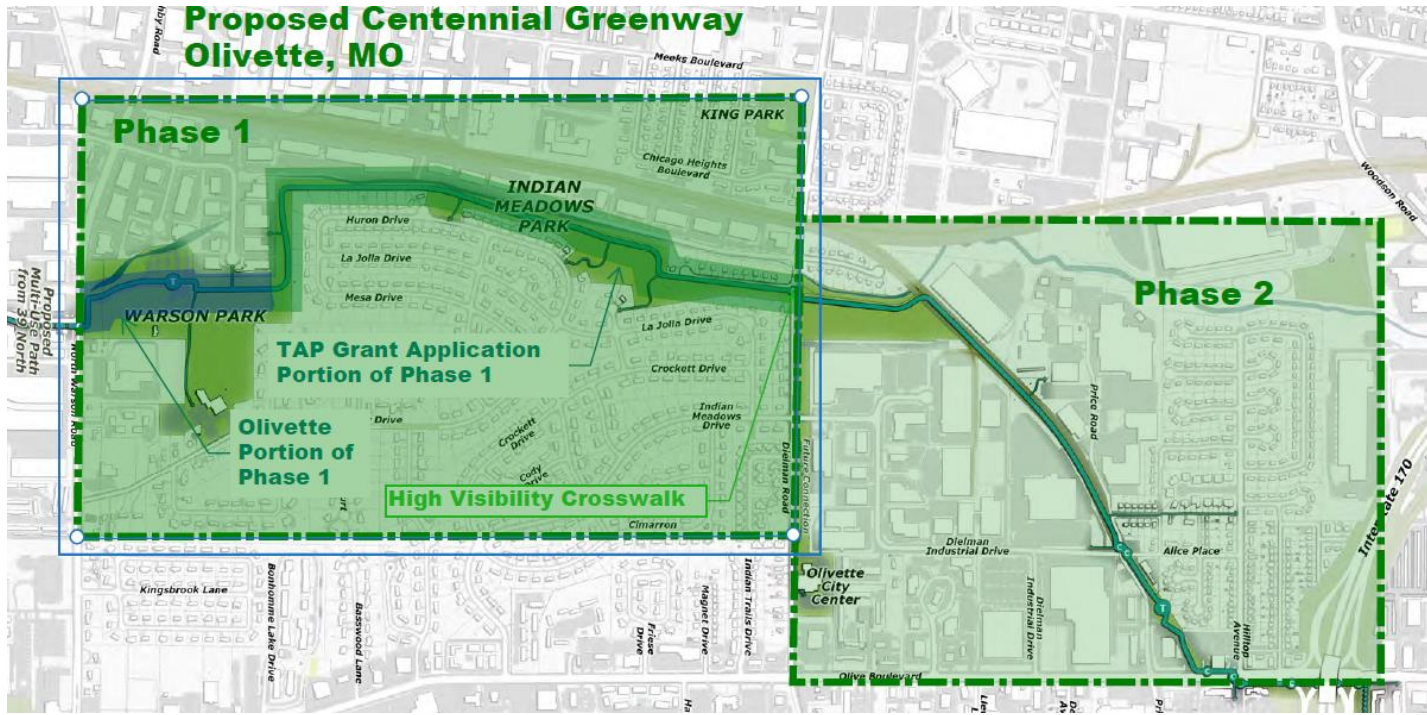 Proposed Centennial Greenway
Olivette, MO
Meeks Boulevard
Phase 1
KING PARK
Chicago Heights
Boulevard
Woodson Road
INDIAN
MEADOWS
PARK
Huron Drive
La Jolla Drive
Mesa Drive
Proposed
Multi-Use Path
from 39 North
North Warson Road
T
WARSON PARK
Phase 2
La Jolla Drive
TAP Grant Application
Portion of Phase 1
Crockett Drive
Price Road
Indian
Meadows
Drive
Drive
Olivette
Portion of
Phase 1
Crockett
Drive
Cody
Drive
Dielman Road
Future Connection
High Visibility Crosswalk
Cimarron
Interstate 170
Dielman
Industrial Drive
Alice Place
C
C
Kingsbrook Lane
Bonhomme Lake Drive
Basswood Lane
Friese
Drive
Magnet Drive
Indian Trails Drive
Olivette
City
Center
Dielman
Industrial Drive
T
Hilltop
Avenue
Olive Boulevard
C
C
C